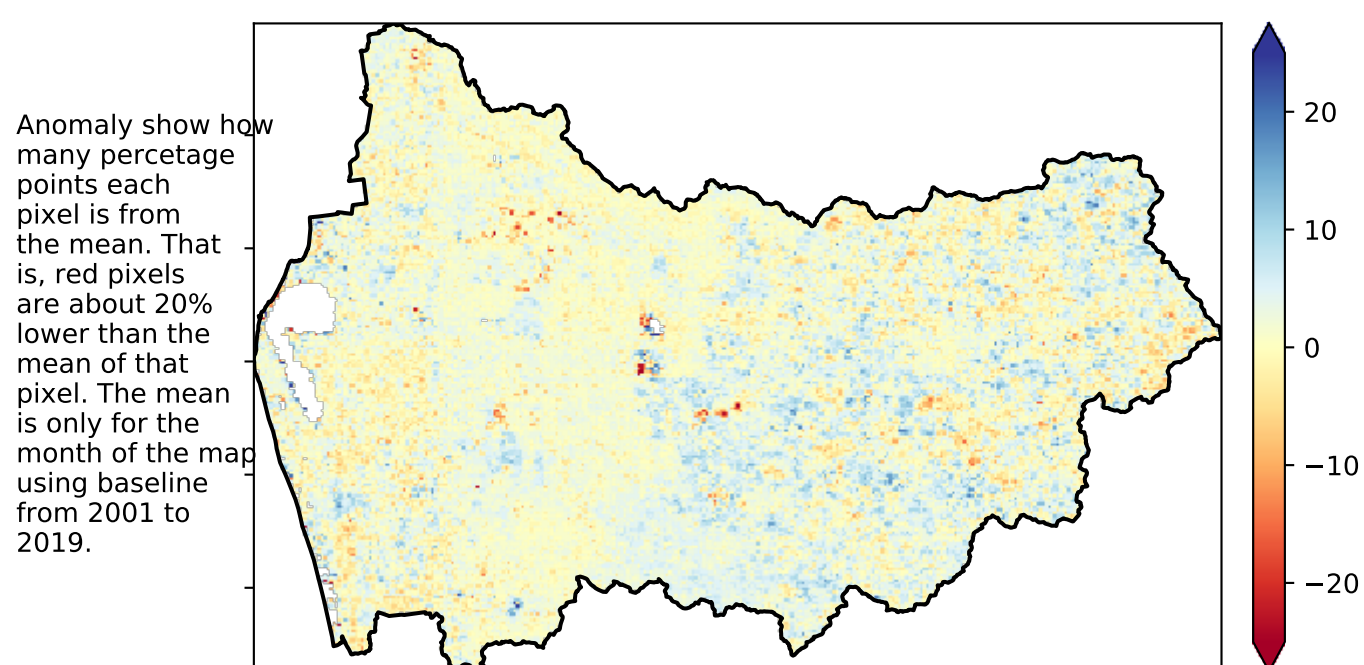 Anomaly show how
many percetage
points each
pixel is from
the mean. That
is, red pixels
are about 20%
lower than the
mean of that
pixel. The mean
is only for the
month of the map
using baseline
from 2001 to
2019.
20
10
0
−10
−20